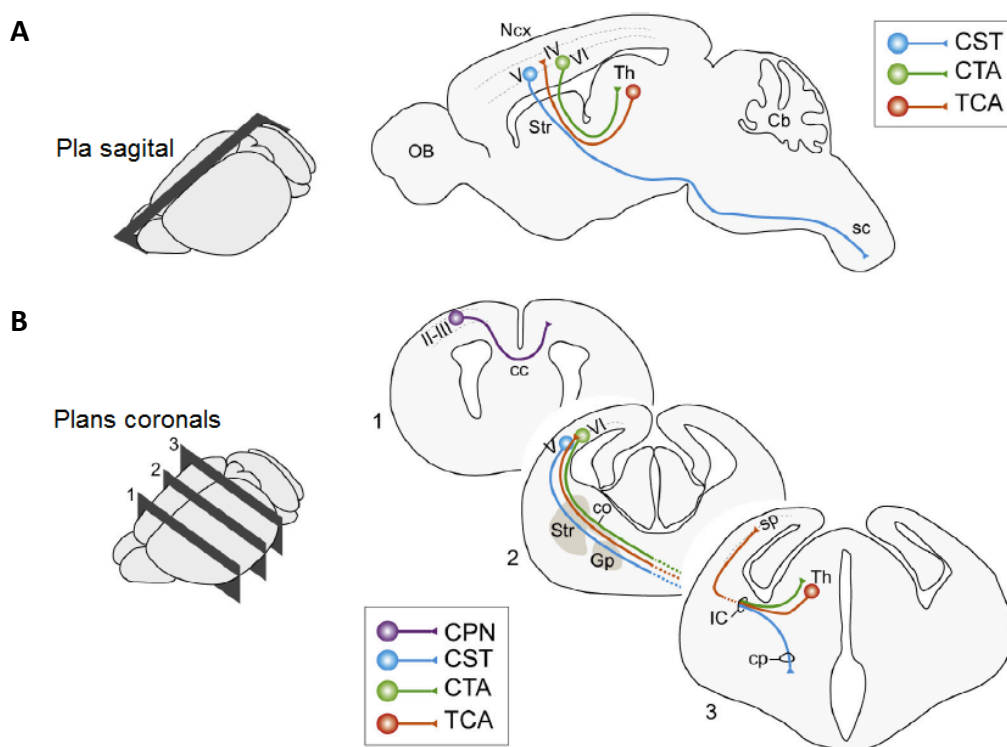 A
Pla sagital
Ncx
IV
V
VI
Th
Str
OB
Cb
sc
CST
CTA
TCA
B
Plans coronals
1
2
3
II-III
cc
1
V
VI
co
Str
Gp
2
sp
Th
IC
cp
3
CPN
CST
CTA
TCA